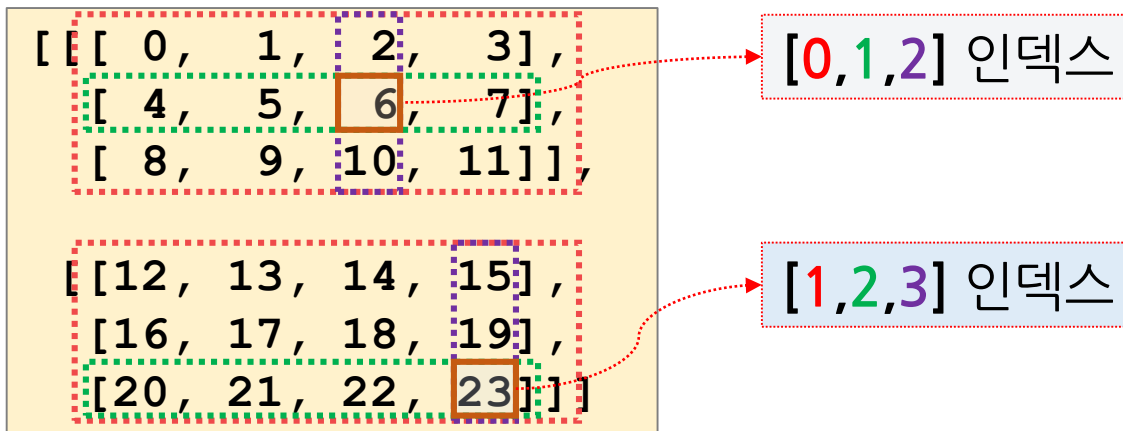 [[[ 0, 1, 2, 3],
[ 4, 5, 6, 7],
[ 8, 9, 10, 11]],
[[12, 13, 14, 15],
[16, 17, 18, 19],
[20, 21, 22, 23]]]
[0,1,2] 인덱스
[1,2,3] 인덱스